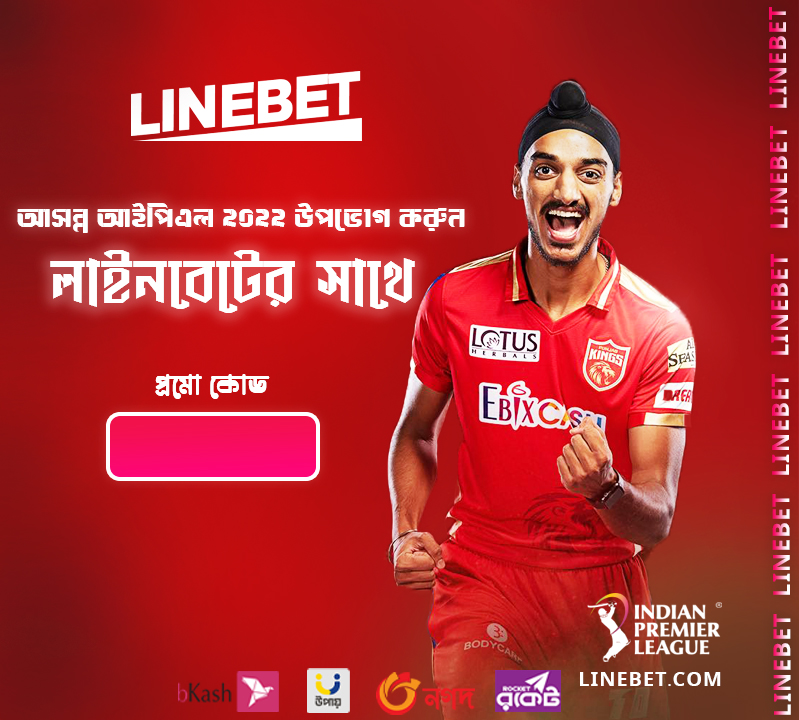 LINEBET
আসন্ন আইপিএল ২০২২ উপভোগ করুন
লাইনবেটের সাথে
প্রমো কোড
LOTUS
HERBALS
PUNJAB
KINGS
EBIXCASH
BODYCARE
INDIAN
PREMIER
LEAGUE
LINEBET.COM
bKash
উপায়
নগদ
ROCKET
রকেট
LINEBET
LINEBET
LINEBET
LINEBET
LINEBET
LINEBET